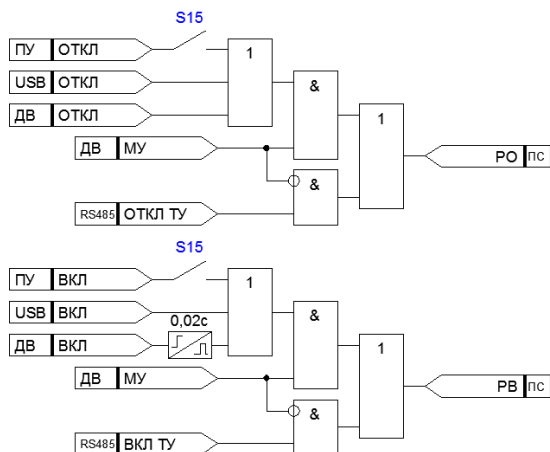 S15
ПУ ОТКЛ
1
USB ОТКЛ
&
ДВ ОТКЛ
1
ДВ МУ
РО ПС
&
RS485 ОТКЛ ТУ
S15
ПУ ВКЛ
1
USB ВКЛ
&
0,02с
ДВ ВКЛ
1
ДВ МУ
РВ ПС
&
RS485 ВКЛ ТУ